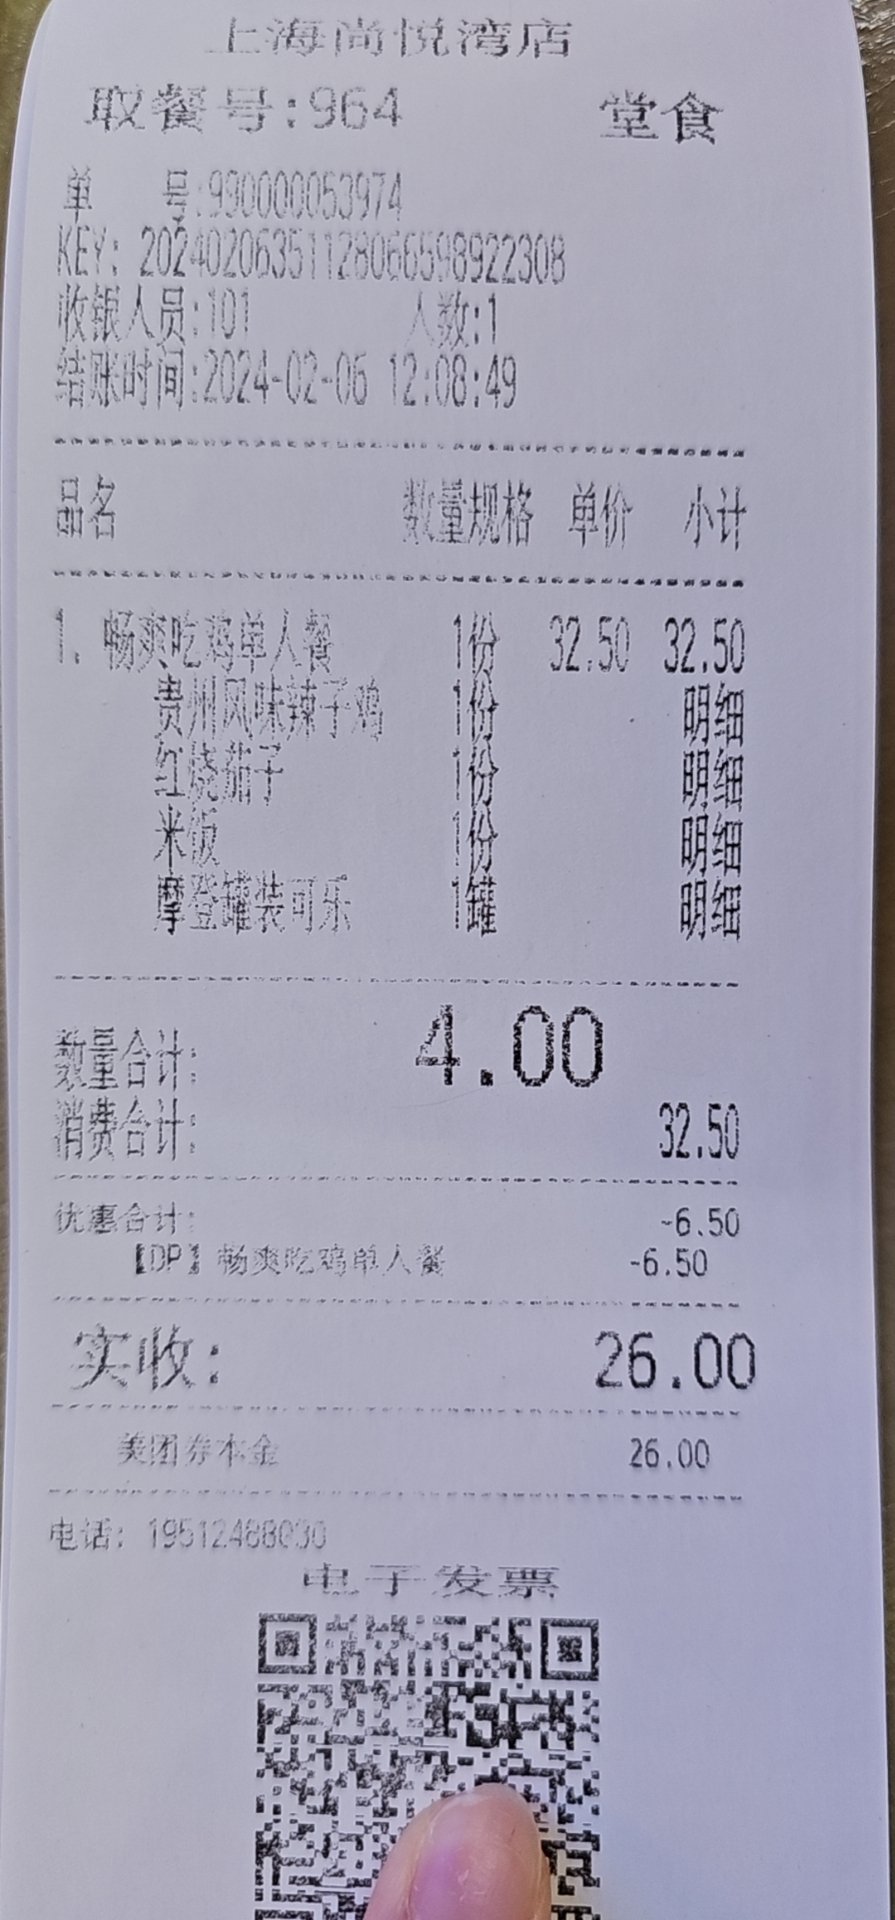 上海尚悦湾店
取餐号:964 堂食
单 号:990000053974
KEY: 20240206351128066598922308
收银人员:101 人数:1
结账时间:2024-02-06 12:08:49
品名 数量规格 单价 小计
1. 畅爽吃鸡单人餐 1份 32.50 32.50
贵州风味辣子鸡 1份 明细
红烧茄子 1份 明细
米饭 1份 明细
摩登罐装可乐 1罐 明细
数量合计: 4.00
消费合计: 32.50
优惠合计: -6.50
【DP】畅爽吃鸡单人餐 -6.50
实收: 26.00
美团券本金 26.00
电话: 19512468030
电子发票